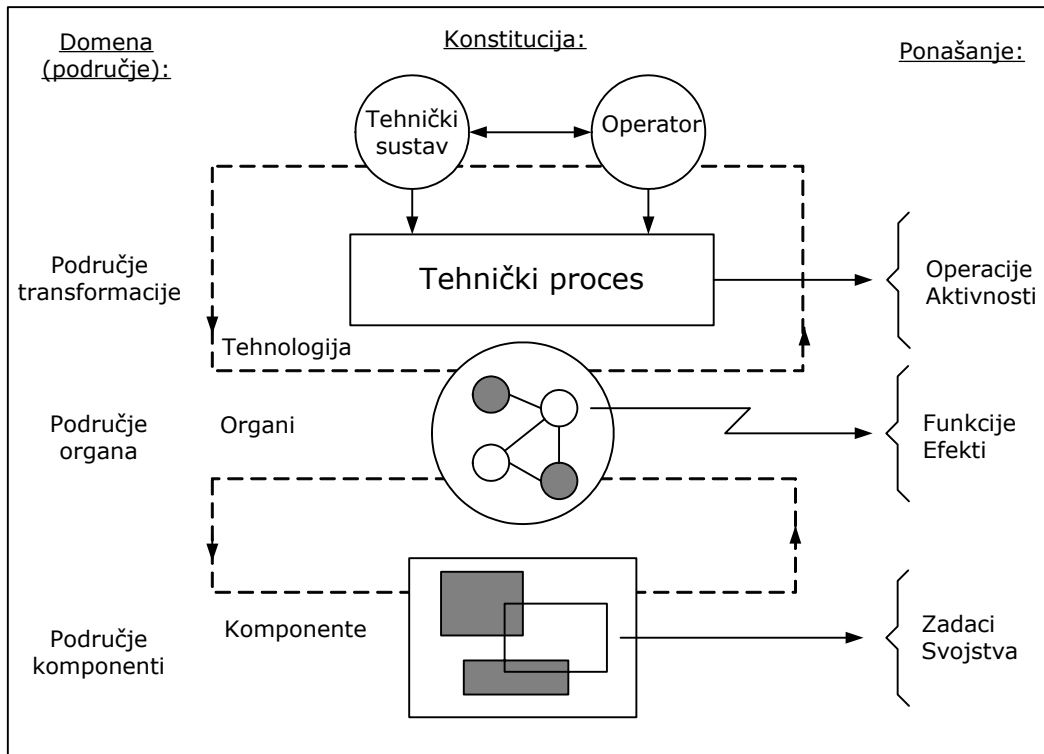 Domena
(područje):
Konstitucija:
Ponašanje:
Tehnički
sustav
Operator
Područje
transformacije
Tehnički proces
Operacije
Aktivnosti
Tehnologija
Područje
organa
Organi
Funkcije
Efekti
Područje
komponenti
Komponente
Zadaci
Svojstva